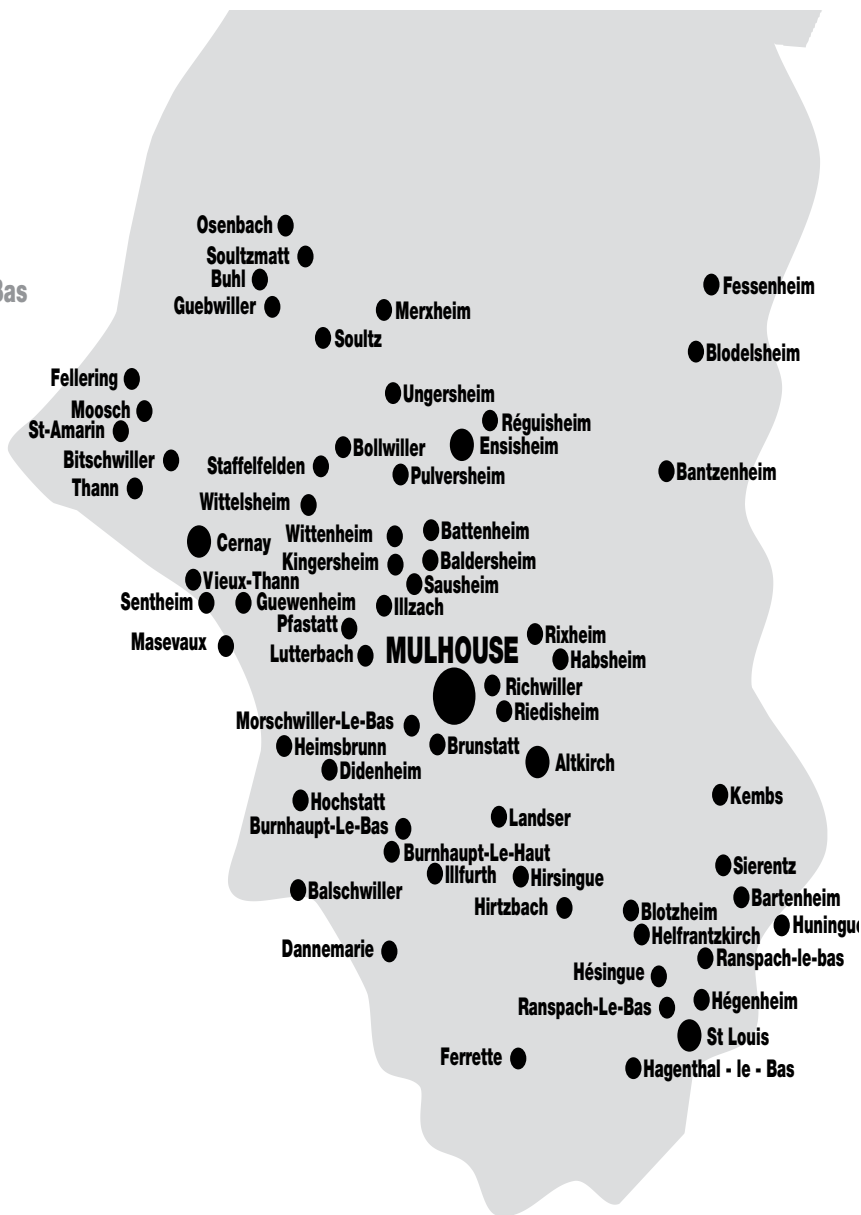 Osenbach
Soultzmatt
Buhl
Bas
Guebwiller
Fessenheim
Merxheim
Soultz
Blodelsheim
Fellering
Ungersheim
Moosch
Réguisheim
St-Amarin
Ensisheim
Bollwiller
Bitschwiller
Staffelfelden
Pulversheim
Bantzenheim
Thann
Wittelsheim
Battenheim
Wittenheim
Cernay
Kingersheim
Baldersheim
Vieux-Thann
Sausheim
Sentheim
Guewenheim
Illzach
Pfastatt
Rixheim
Masevaux
Lutterbach
MULHOUSE
Habsheim
Richwiller
Riedisheim
Morschwiller-Le-Bas
Heimsbrunn
Brunstatt
Didenheim
Altkirch
Kembs
Hochstatt
Landser
Burnhaupt-Le-Bas
Burnhaupt-Le-Haut
Sierentz
Illfurth
Hirsingue
Balschwiller
Bartenheim
Hirtzbach
Blotzheim
Huningue
Helfrantzkirch
Dannemarie
Ranspach-le-bas
Hésingue
Hégenheim
Ranspach-Le-Bas
St Louis
Ferrette
Hagenthal - le - Bas